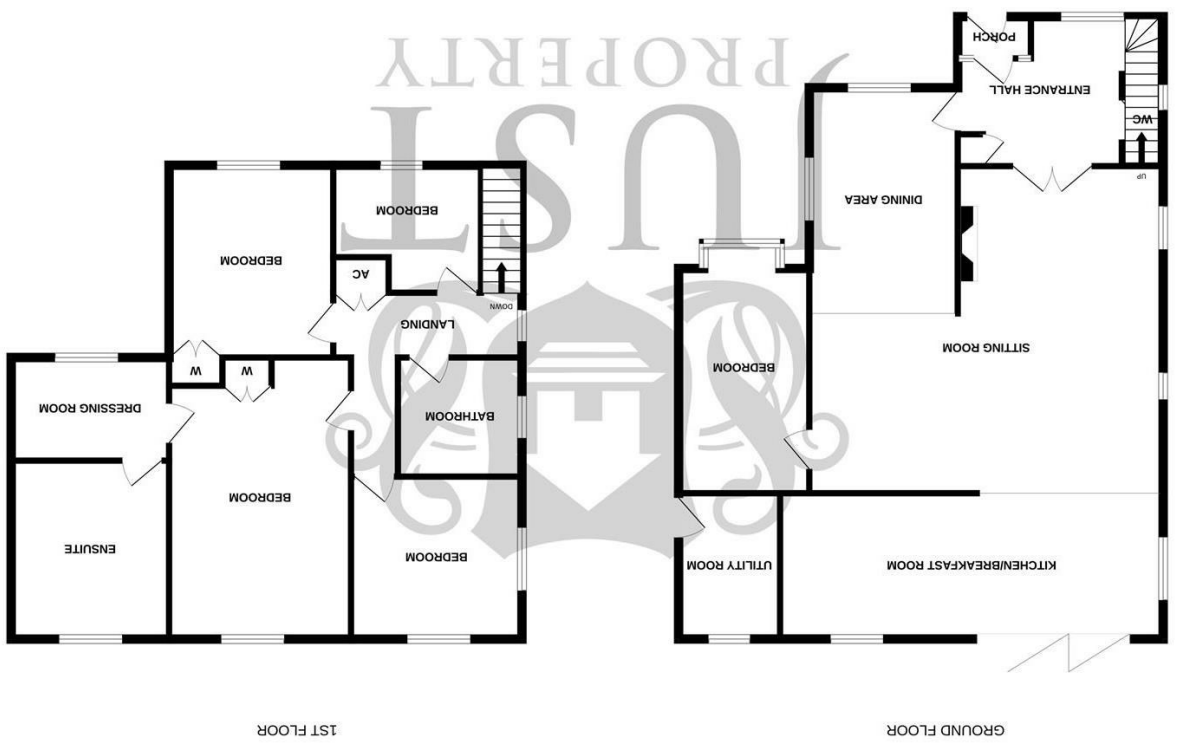 GROUND FLOOR
KITCHEN/BREAKFAST ROOM
UTILITY ROOM
SITTING ROOM
BEDROOM
DINING AREA
UP
WC
ENTRANCE HALL
PORCH
1ST FLOOR
BEDROOM
BEDROOM
ENSUITE
BATHROOM
DRESSING ROOM
W
W
LANDING
DOWN
AC
BEDROOM
BEDROOM
JUST
PROPERTY